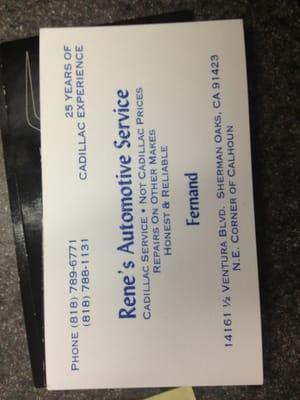 PHONE (818) 789-6771
(818) 788-1131
25 YEARS OF
CADILLAC EXPERIENCE
Rene's Automotive Service
CADILLAC SERVICE • NOT CADILLAC PRICES
REPAIRS ON OTHER MAKES
HONEST & RELIABLE
Fernand
14161 ½ VENTURA BLVD. SHERMAN OAKS, CA 91423
N.E. CORNER OF CALHOUN